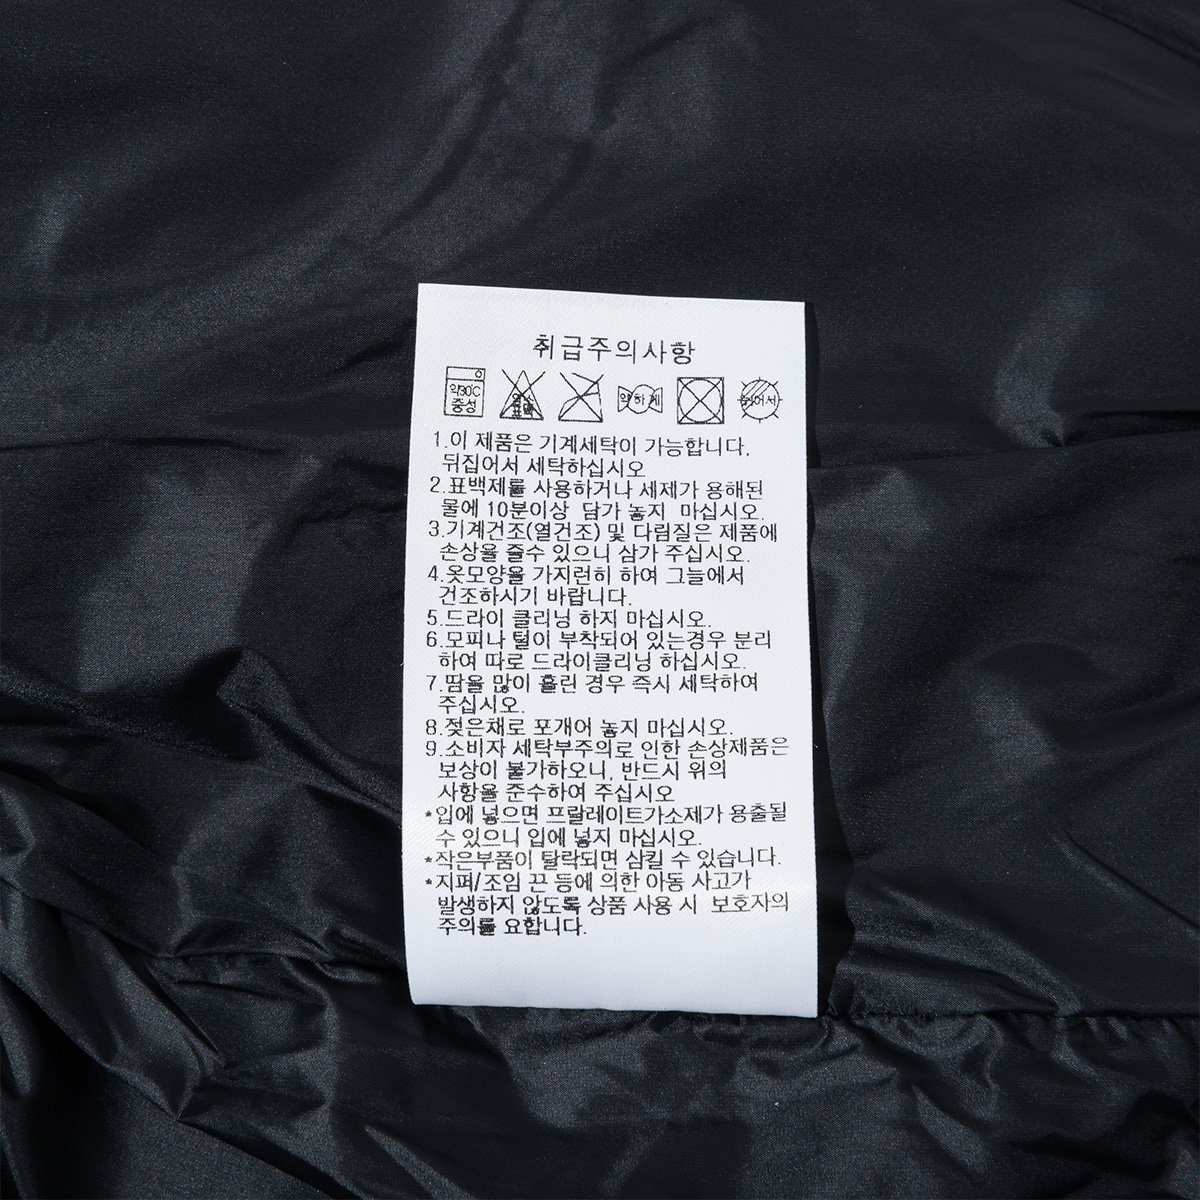 취급주의사항
약30℃
중성
염소
표백
약하게
뉘어서
1.이 제품은 기계세탁이 가능합니다,
뒤집어서 세탁하십시오
2.표백제를 사용하거나 세제가 용해된
물에 10분이상 담가 놓지 마십시오.
3.기계건조(열건조) 및 다림질은 제품에
손상을 줄수 있으니 삼가 주십시오.
4.옷모양을 가지런히 하여 그늘에서
건조하시기 바랍니다.
5.드라이 클리닝 하지 마십시오.
6.모피나 털이 부착되어 있는경우 분리
하여 따로 드라이클리닝 하십시오.
7.땀을 많이 흘린 경우 즉시 세탁하여
주십시오.
8.젖은채로 포개어 놓지 마십시오.
9.소비자 세탁부주의로 인한 손상제품은
보상이 불가하오니, 반드시 위의
사항을 준수하여 주십시오
*입에 넣으면 프랄레이트가소제가 용출될
수 있으니 입에 넣지 마십시오.
*작은부품이 탈락되면 삼킬 수 있습니다.
*지퍼/조임 끈 등에 의한 아동 사고가
발생하지 않도록 상품 사용 시 보호자의
주의를 요합니다.